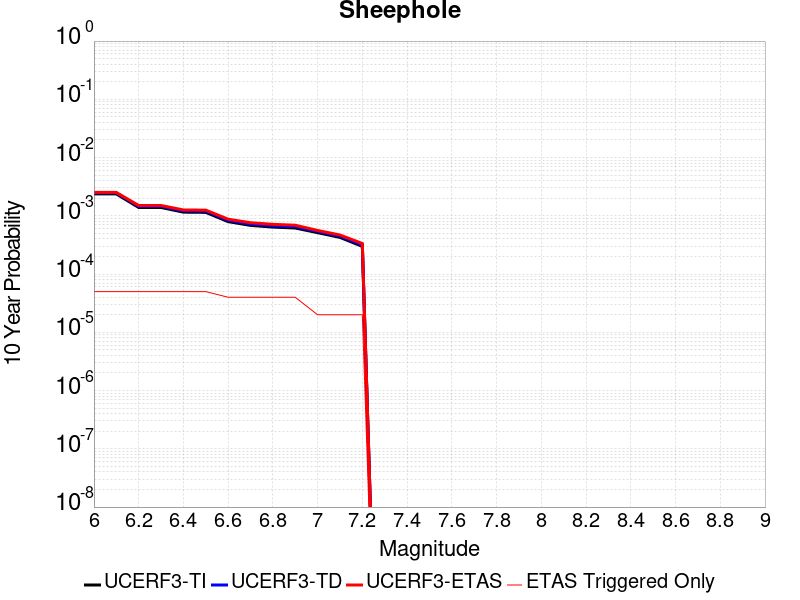 Sheephole
10 Year Probability
10^0
10^-1
10^-2
10^-3
10^-4
10^-5
10^-6
10^-7
10^-8
6 6.2 6.4 6.6 6.8 7 7.2 7.4 7.6 7.8 8 8.2 8.4 8.6 8.8 9
Magnitude
UCERF3-TI UCERF3-TD UCERF3-ETAS ETAS Triggered Only